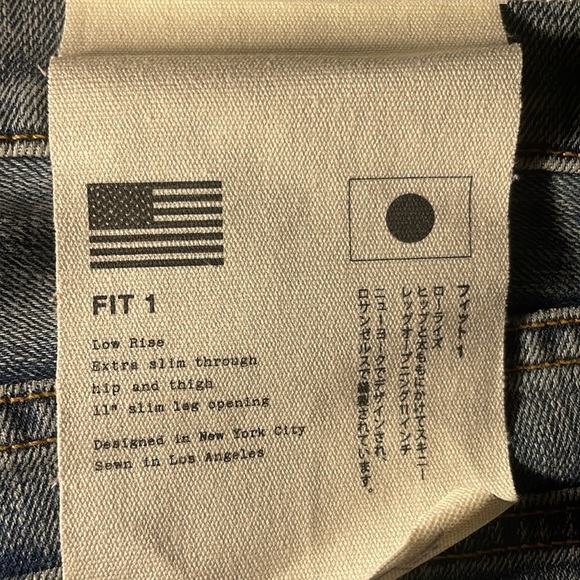 FIT 1
Low Rise
Extra slim through
hip and thigh
11" slim leg opening
Designed in New York City
Sewn in Los Angeles
フィット 1
ローライズ
ヒップと太ももにかけてスキニー
レッグオープニング11インチ
ニューヨークでデザインされ、
ロサンゼルスで縫製されています。